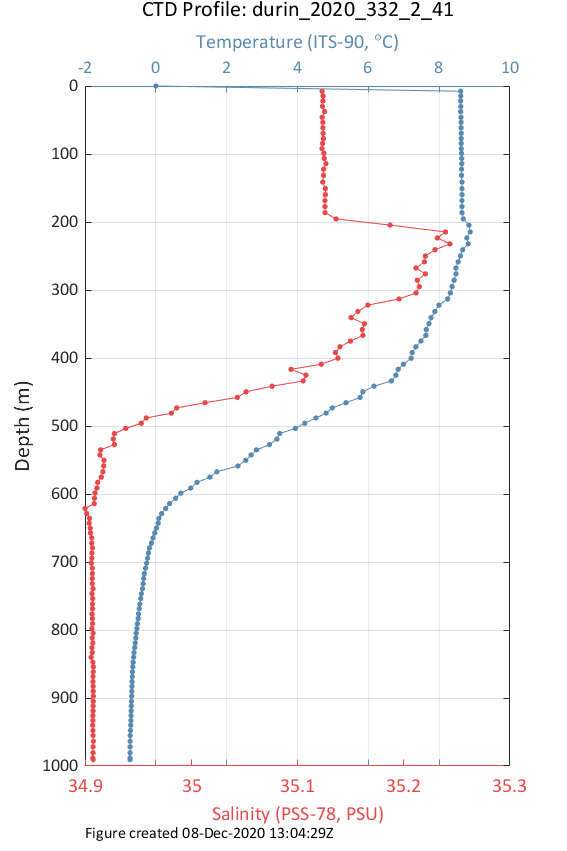 CTD Profile: durin_2020_332_2_41
Temperature (ITS-90, °C)
-2 0 2 4 6 8 10
0
100
200
300
400
500
600
700
800
900
1000
Depth (m)
34.9 35 35.1 35.2 35.3
Salinity (PSS-78, PSU)
Figure created 08-Dec-2020 13:04:29Z